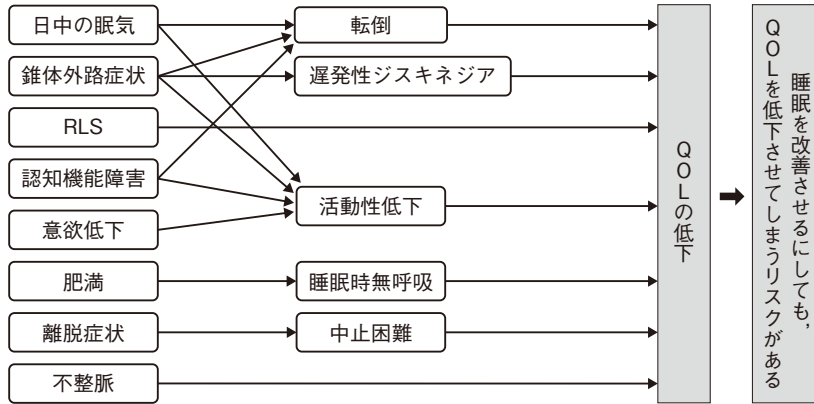 日中の眠気
錐体外路症状
RLS
認知機能障害
意欲低下
肥満
離脱症状
不整脈
転倒
遅発性ジスキネジア
活動性低下
睡眠時無呼吸
中止困難
QOLの低下
睡眠を改善させるにしても，
QOLを低下させてしまうリスクがある